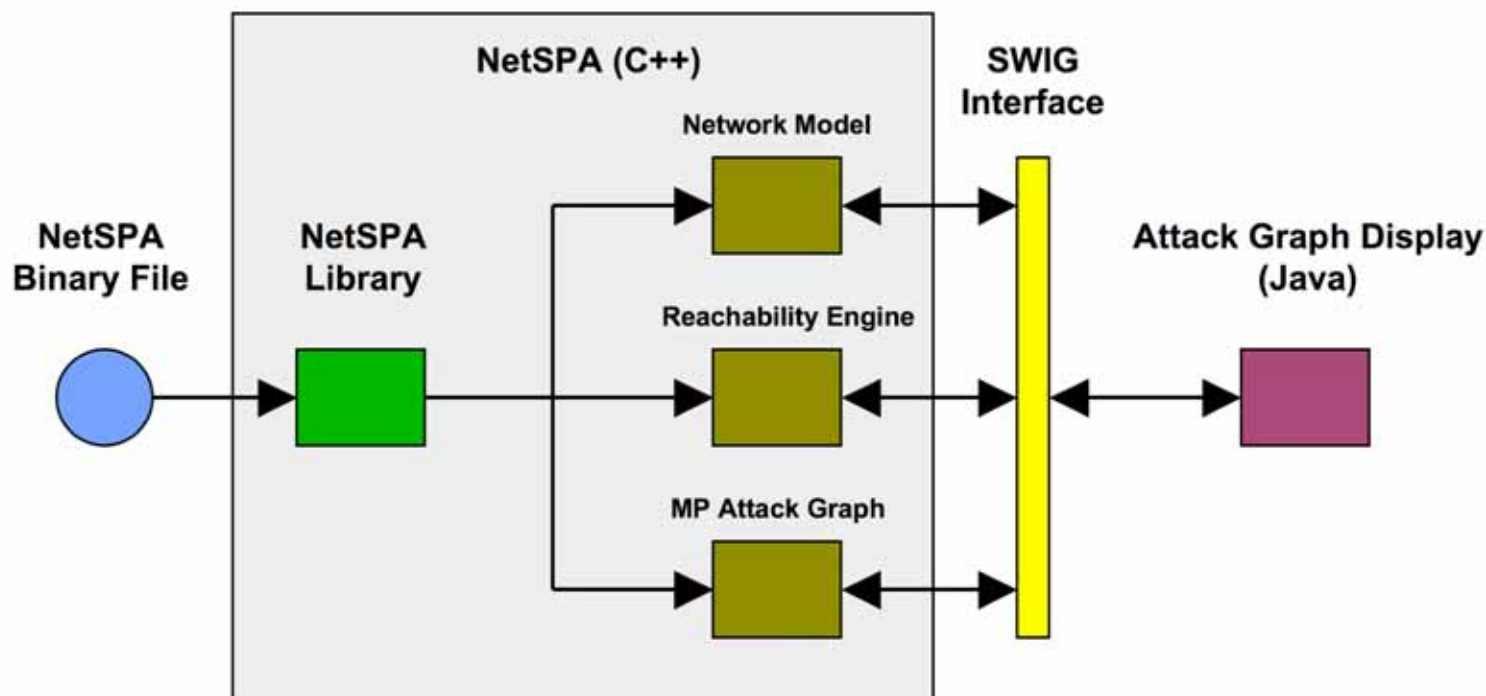 NetSPA (C++)
SWIG
Interface
Network Model
NetSPA
Binary File
NetSPA
Library
Attack Graph Display
(Java)
Reachability Engine
MP Attack Graph